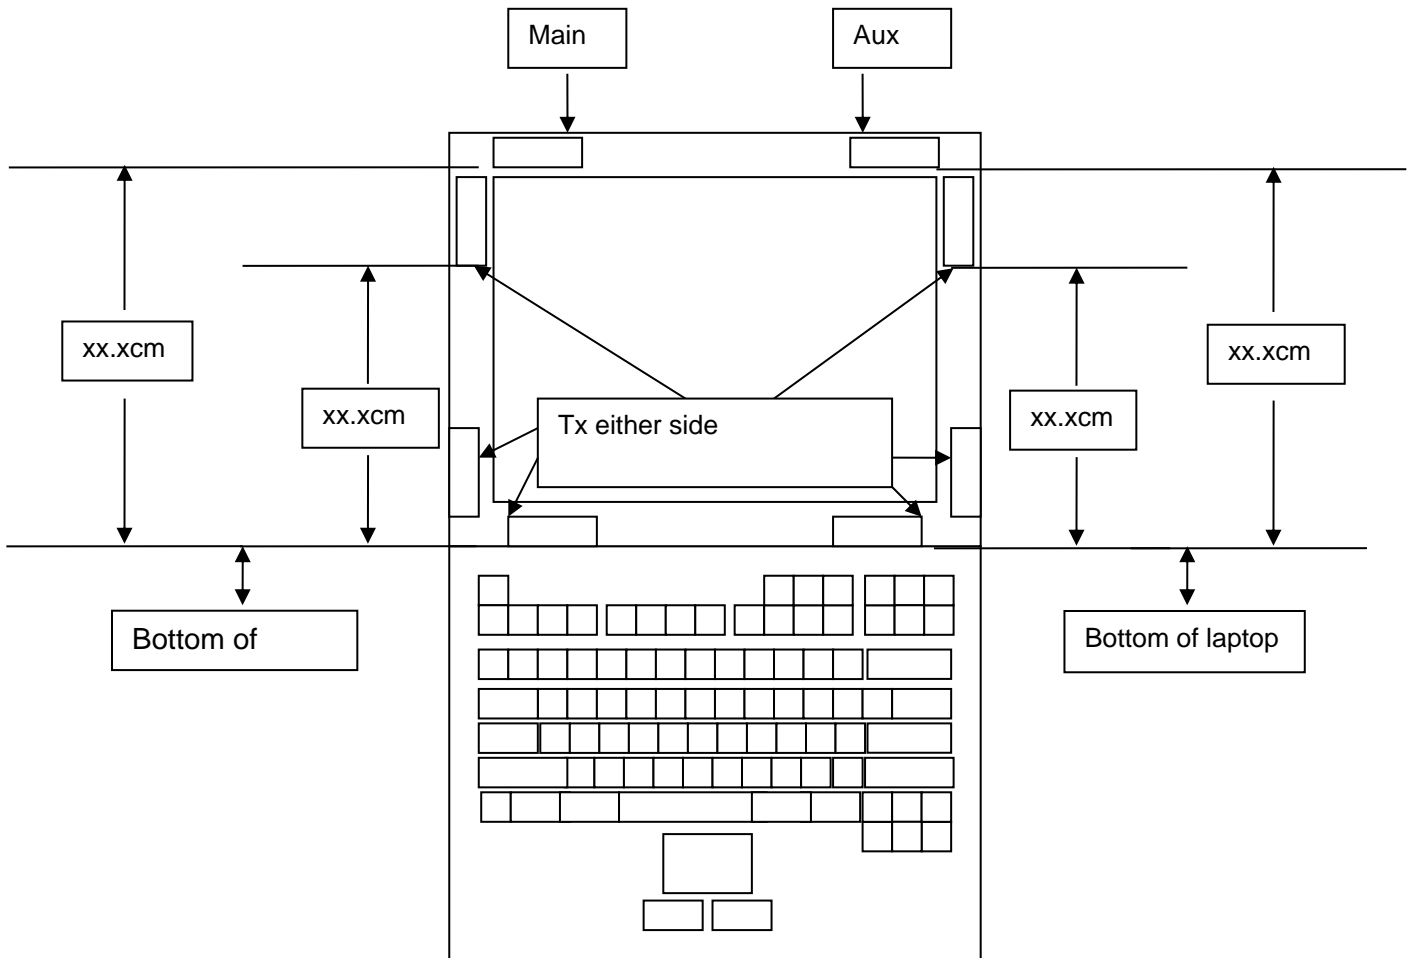 Main
Aux
xx.xcm
xx.xcm
xx.xcm
xx.xcm
Tx either side
Bottom of
Bottom of laptop